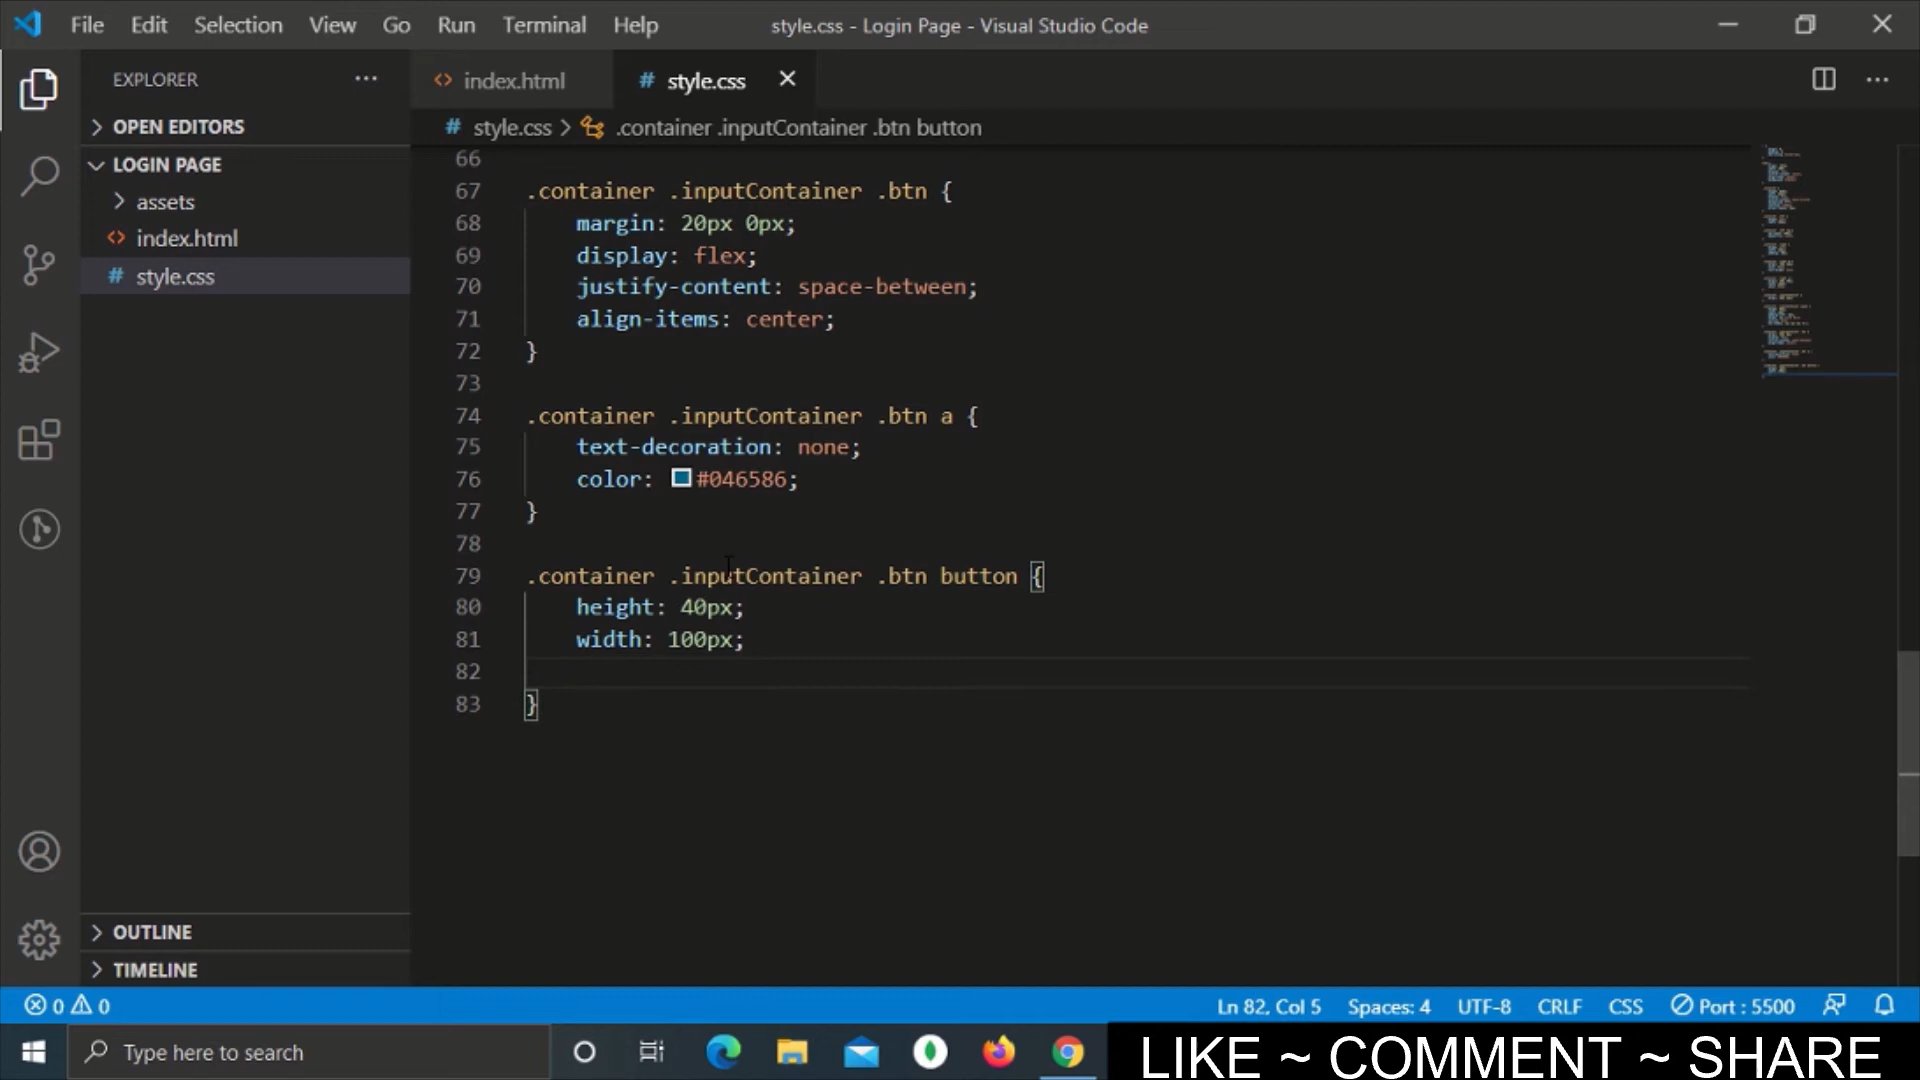 File Edit Selection View Go Run Terminal Help style.css - Login Page - Visual Studio Code
EXPLORER
OPEN EDITORS
LOGIN PAGE
assets
index.html
style.css
OUTLINE
TIMELINE
index.html # style.css
# style.css > .container .inputContainer .btn button
66
67 .container .inputContainer .btn {
68 margin: 20px 0px;
69 display: flex;
70 justify-content: space-between;
71 align-items: center;
72 }
73
74 .container .inputContainer .btn a {
75 text-decoration: none;
76 color: #046586;
77 }
78
79 .container .inputContainer .btn button {
80 height: 40px;
81 width: 100px;
82
83 }
0 0 Ln 82, Col 5 Spaces: 4 UTF-8 CRLF CSS Port : 5500
Type here to search
LIKE ~ COMMENT ~ SHARE